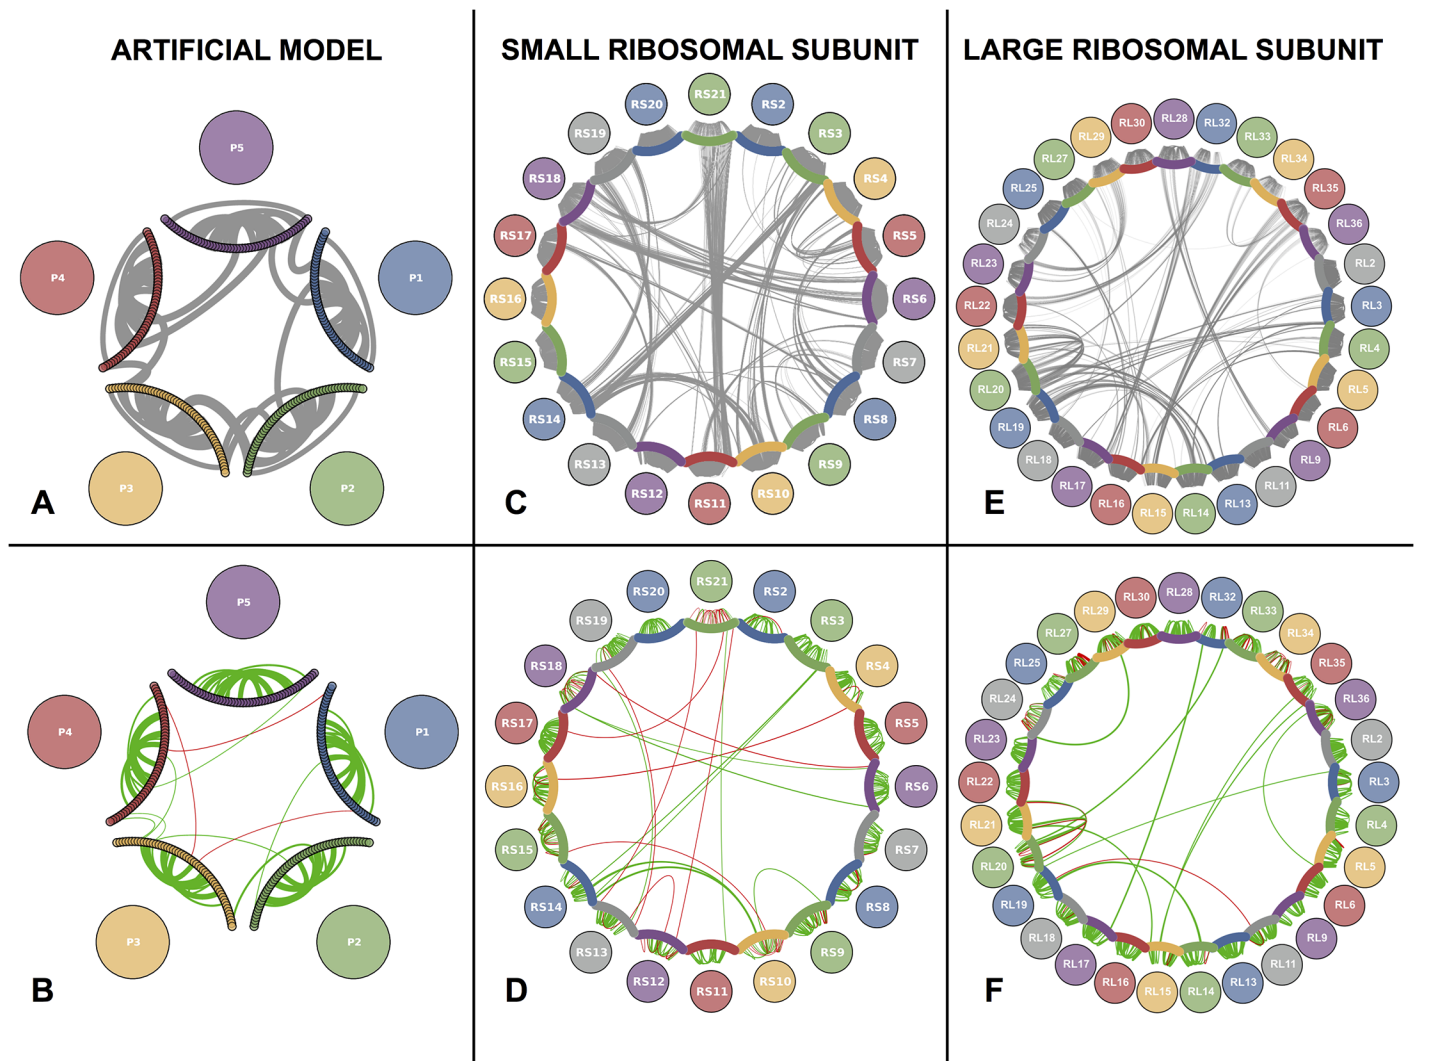 ARTIFICIAL MODEL
SMALL RIBOSOMAL SUBUNIT
LARGE RIBOSOMAL SUBUNIT
P5
P1
P2
P3
P4
A
RS21
RS2
RS3
RS4
RS5
RS6
RS7
RS8
RS9
RS10
RS11
RS12
RS13
RS14
RS15
RS16
RS17
RS18
RS19
RS20
C
RL28
RL32
RL33
RL34
RL35
RL36
RL2
RL3
RL4
RL5
RL6
RL9
RL11
RL13
RL14
RL15
RL16
RL17
RL18
RL19
RL20
RL21
RL22
RL23
RL24
RL25
RL27
RL29
RL30
E
P5
P1
P2
P3
P4
B
RS21
RS2
RS3
RS4
RS5
RS6
RS7
RS8
RS9
RS10
RS11
RS12
RS13
RS14
RS15
RS16
RS17
RS18
RS19
RS20
D
RL28
RL32
RL33
RL34
RL35
RL36
RL2
RL3
RL4
RL5
RL6
RL9
RL11
RL13
RL14
RL15
RL16
RL17
RL18
RL19
RL20
RL21
RL22
RL23
RL24
RL25
RL27
RL29
RL30
F